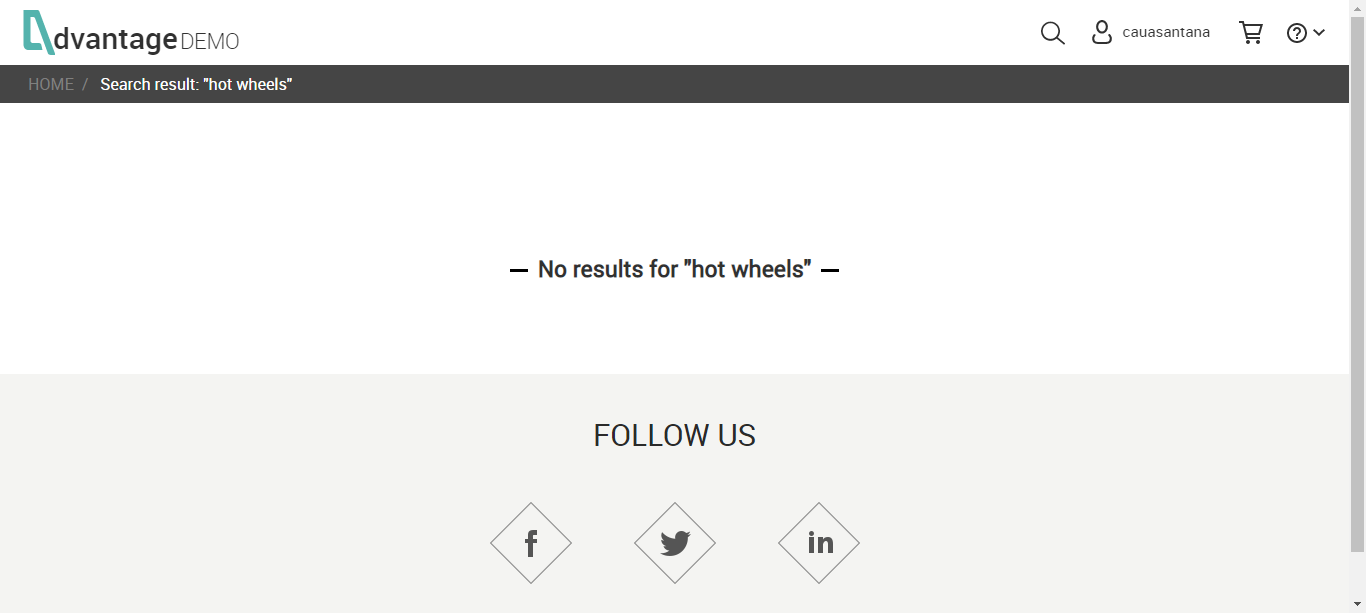 dvantage DEMO
cauasantana
HOME / Search result: "hot wheels"
No results for "hot wheels"
FOLLOW US
f
in